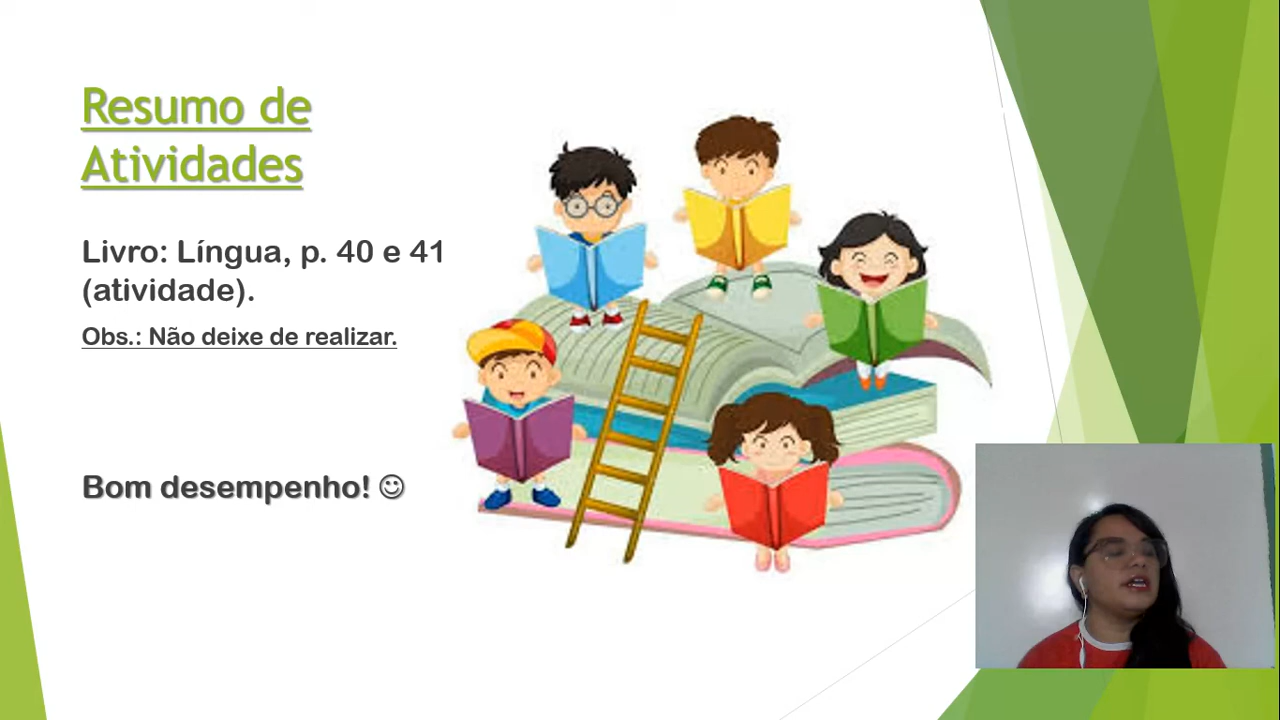 Resumo de
Atividades
Livro: Língua, p. 40 e 41
(atividade).
Obs.: Não deixe de realizar.
Bom desempenho! ☺